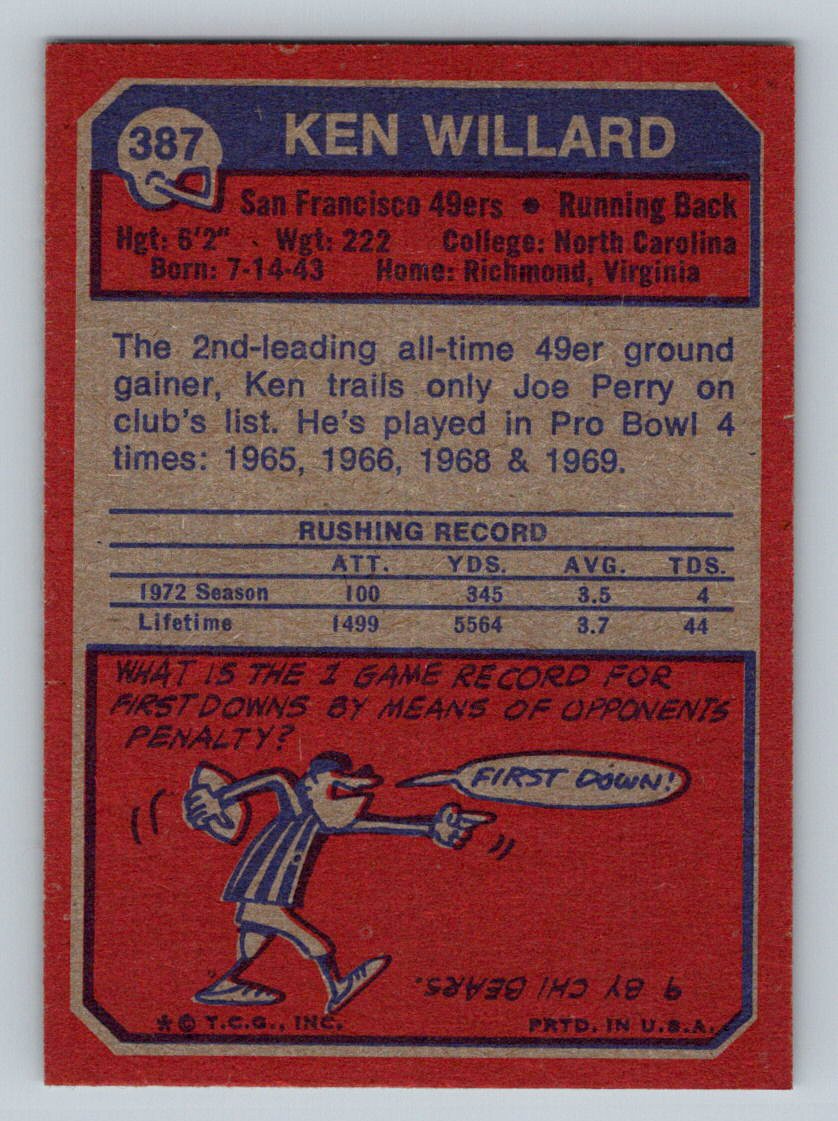 387 KEN WILLARD
San Francisco 49ers • Running Back
Hgt: 6'2" · Wgt: 222 College: North Carolina
Born: 7-14-43 Home: Richmond, Virginia
The 2nd-leading all-time 49er ground
gainer, Ken trails only Joe Perry on
club's list. He's played in Pro Bowl 4
times: 1965, 1966, 1968 & 1969.
RUSHING RECORD
ATT. YDS. AVG. TDS.
1972 Season 100 345 3.5 4
Lifetime 1499 5564 3.7 44
WHAT IS THE 1 GAME RECORD FOR
FIRST DOWNS BY MEANS OF OPPONENTS
PENALTY?
FIRST DOWN!
9 BY CHI BEARS.
*© T.C.G., INC. PRTD. IN U.S.A.